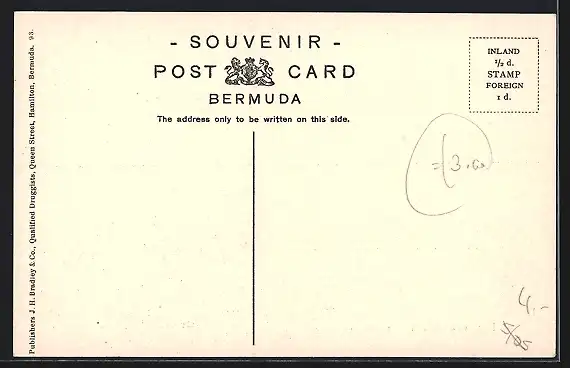 - SOUVENIR -
POST CARD
BERMUDA
The address only to be written on this side.
INLAND
½ d.
STAMP
FOREIGN
1 d.
Publishers J. H. Bradley & Co., Qualified Druggists, Queen Street, Hamilton, Bermuda. 93.
4.-